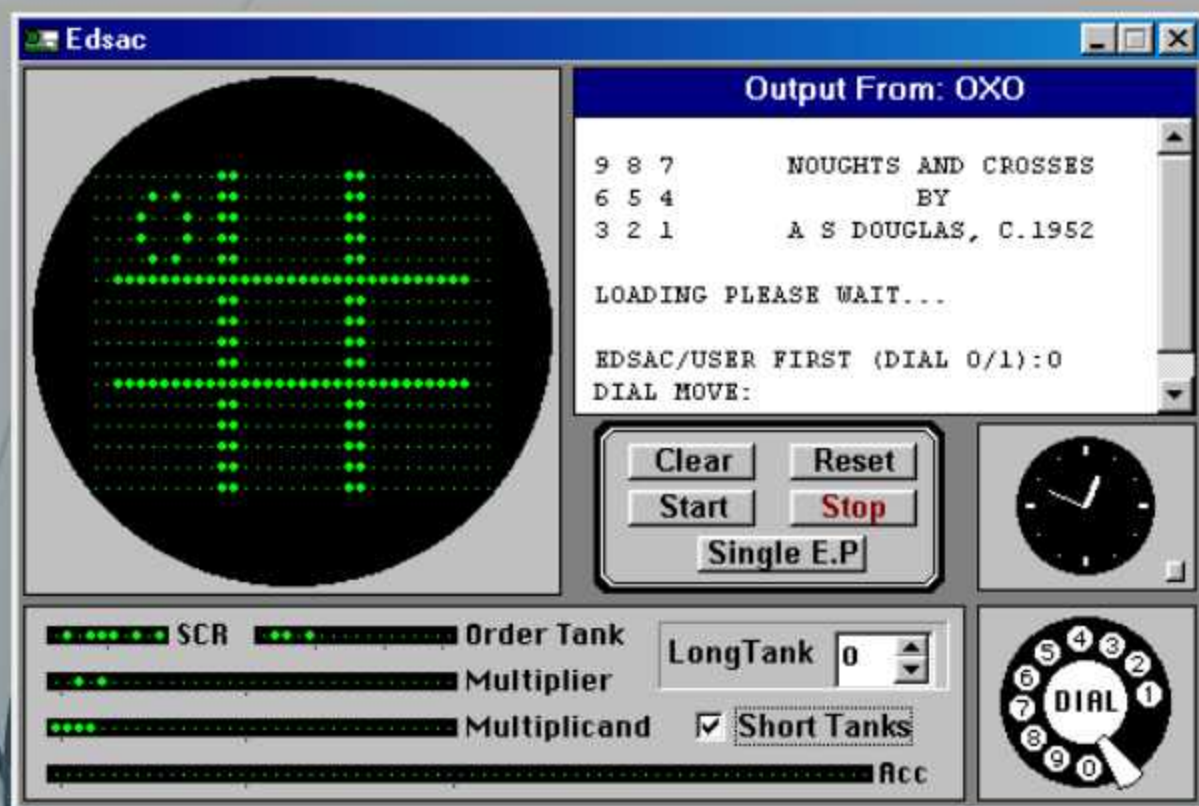 Edsac
Output From: OXO
9 8 7 NOUGHTS AND CROSSES
6 5 4 BY
3 2 1 A S DOUGLAS, C.1952
LOADING PLEASE WAIT...
EDSAC/USER FIRST (DIAL 0/1):0
DIAL MOVE:
Clear Reset
Start Stop
Single E.P
SCR Order Tank
Multiplier
Multiplicand
Acc
LongTank 0
Short Tanks
5 4 3 2 1
6 7 8 9 0
DIAL